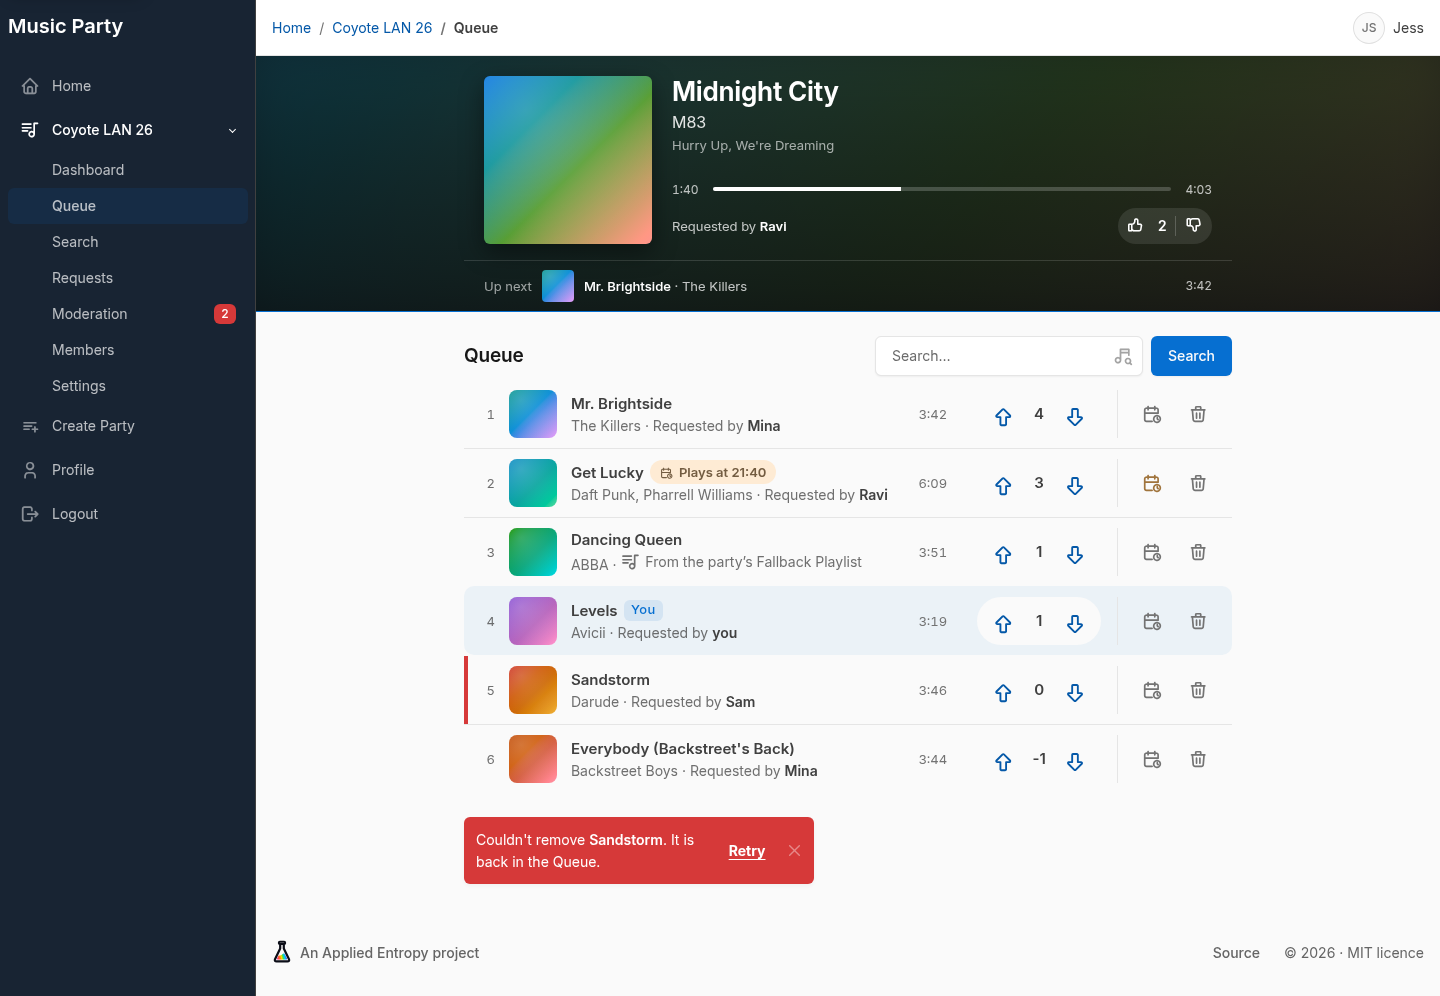 Music Party
Home / Coyote LAN 26 / Queue
JS Jess
Home
Coyote LAN 26
Dashboard
Queue
Search
Requests
Moderation 2
Members
Settings
Create Party
Profile
Logout
Midnight City
M83
Hurry Up, We're Dreaming
1:40 4:03
Requested by Ravi 2
Up next Mr. Brightside · The Killers 3:42
Queue
Search... Search
1 Mr. Brightside 3:42 4
The Killers · Requested by Mina
2 Get Lucky Plays at 21:40 6:09 3
Daft Punk, Pharrell Williams · Requested by Ravi
3 Dancing Queen 3:51 1
ABBA · From the party’s Fallback Playlist
4 Levels You 3:19 1
Avicii · Requested by you
5 Sandstorm 3:46 0
Darude · Requested by Sam
6 Everybody (Backstreet's Back) 3:44 -1
Backstreet Boys · Requested by Mina
Couldn't remove Sandstorm. It is
back in the Queue.
Retry
An Applied Entropy project
Source © 2026 · MIT licence